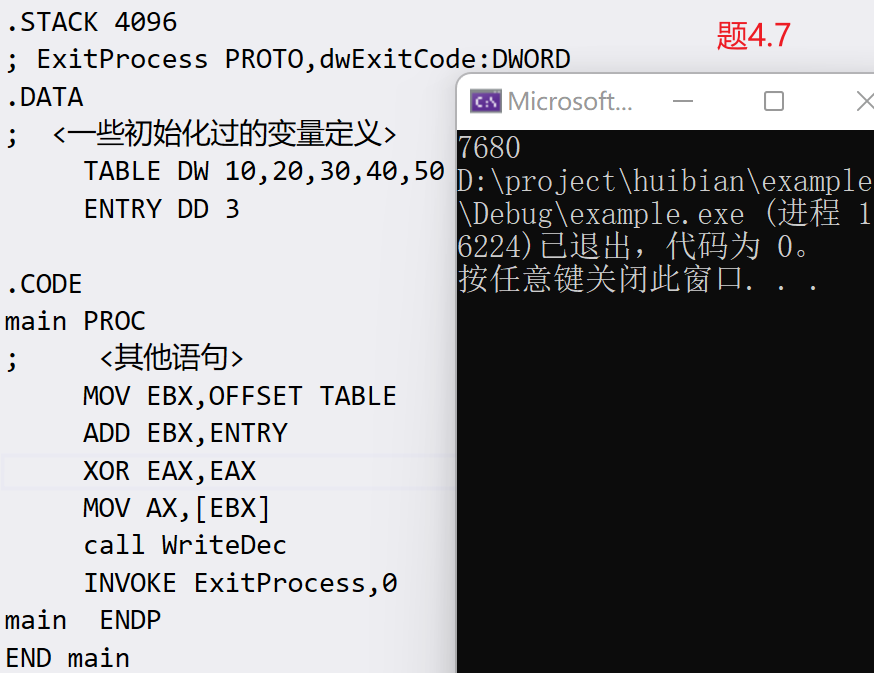 .STACK 4096
题4.7
; ExitProcess PROTO,dwExitCode:DWORD
.DATA
; <一些初始化过的变量定义>
TABLE DW 10,20,30,40,50
ENTRY DD 3
.CODE
main PROC
; <其他语句>
MOV EBX,OFFSET TABLE
ADD EBX,ENTRY
XOR EAX,EAX
MOV AX,[EBX]
call WriteDec
INVOKE ExitProcess,0
main ENDP
END main
C:\ Microsoft...
7680
D:\project\huibian\example
\Debug\example.exe (进程 1
6224)已退出，代码为 0。
按任意键关闭此窗口. . .